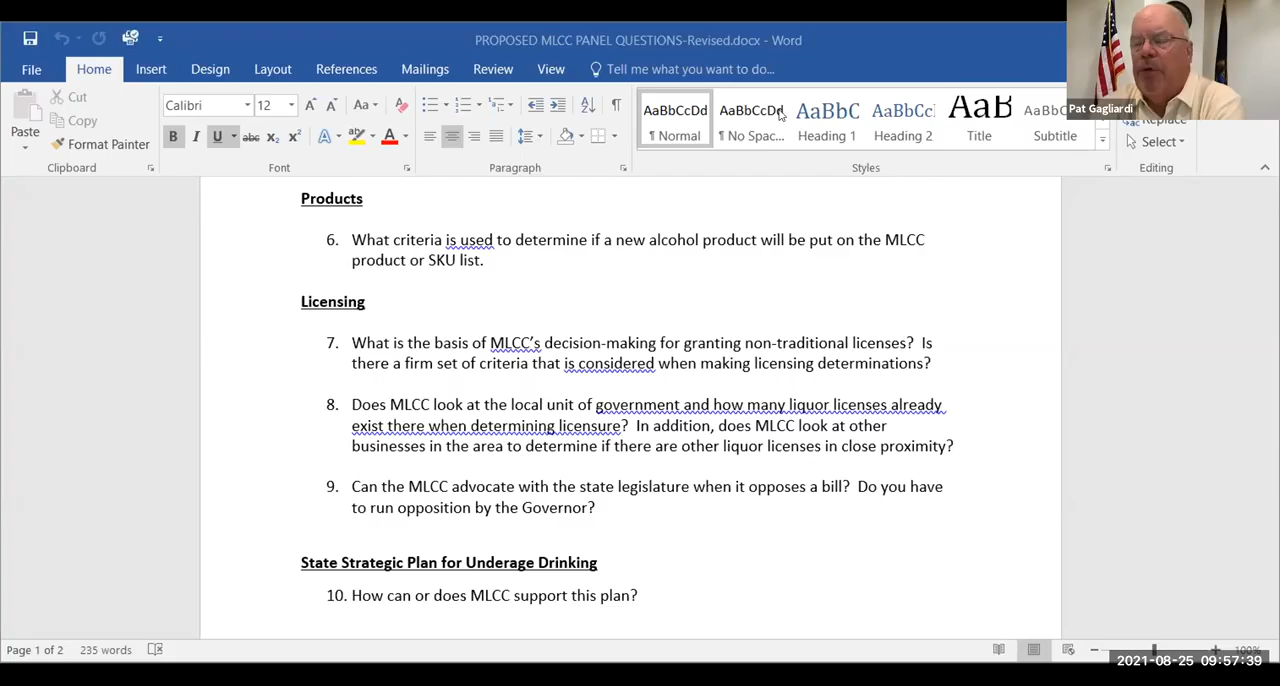 PROPOSED MLCC PANEL QUESTIONS-Revised.docx - Word
File Home Insert Design Layout References Mailings Review View Tell me what you want to do...
Pat Gagliardi
Cut
Copy
Paste
Format Painter
Calibri 12
Aa
B I U abc X₂ X² A A
AaBbCcDd AaBbCcDd AaBbC AaBbCcI AaB AaBbC
¶ Normal ¶ No Spac... Heading 1 Heading 2 Title Subtitle
Replace
Select
Clipboard Font Paragraph Styles Editing
Products
6. What criteria is used to determine if a new alcohol product will be put on the MLCC
product or SKU list.
Licensing
7. What is the basis of MLCC's decision-making for granting non-traditional licenses? Is
there a firm set of criteria that is considered when making licensing determinations?
8. Does MLCC look at the local unit of government and how many liquor licenses already
exist there when determining licensure? In addition, does MLCC look at other
businesses in the area to determine if there are other liquor licenses in close proximity?
9. Can the MLCC advocate with the state legislature when it opposes a bill? Do you have
to run opposition by the Governor?
State Strategic Plan for Underage Drinking
10. How can or does MLCC support this plan?
Page 1 of 2 235 words 100%
2021-08-25 09:57:39